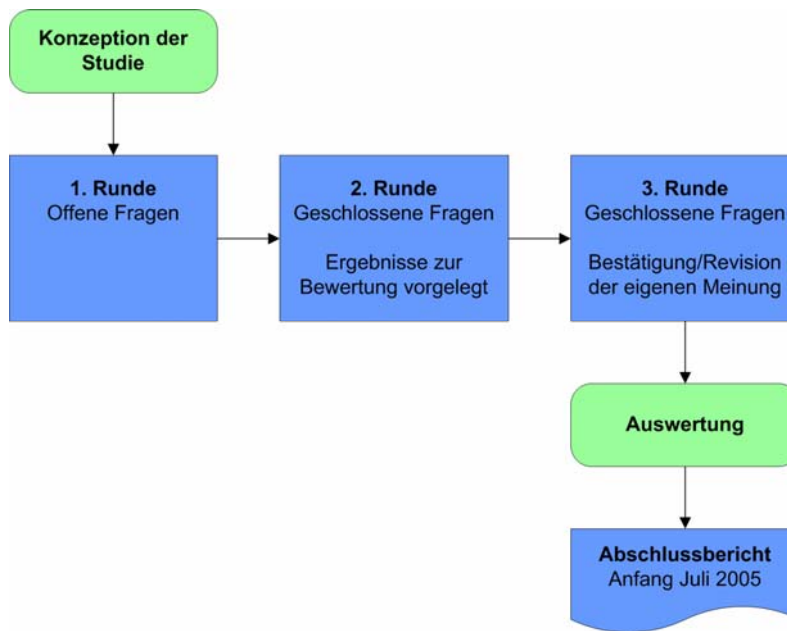 Konzeption der
Studie
1. Runde
Offene Fragen
2. Runde
Geschlossene Fragen
Ergebnisse zur
Bewertung vorgelegt
3. Runde
Geschlossene Fragen
Bestätigung/Revision
der eigenen Meinung
Auswertung
Abschlussbericht
Anfang Juli 2005